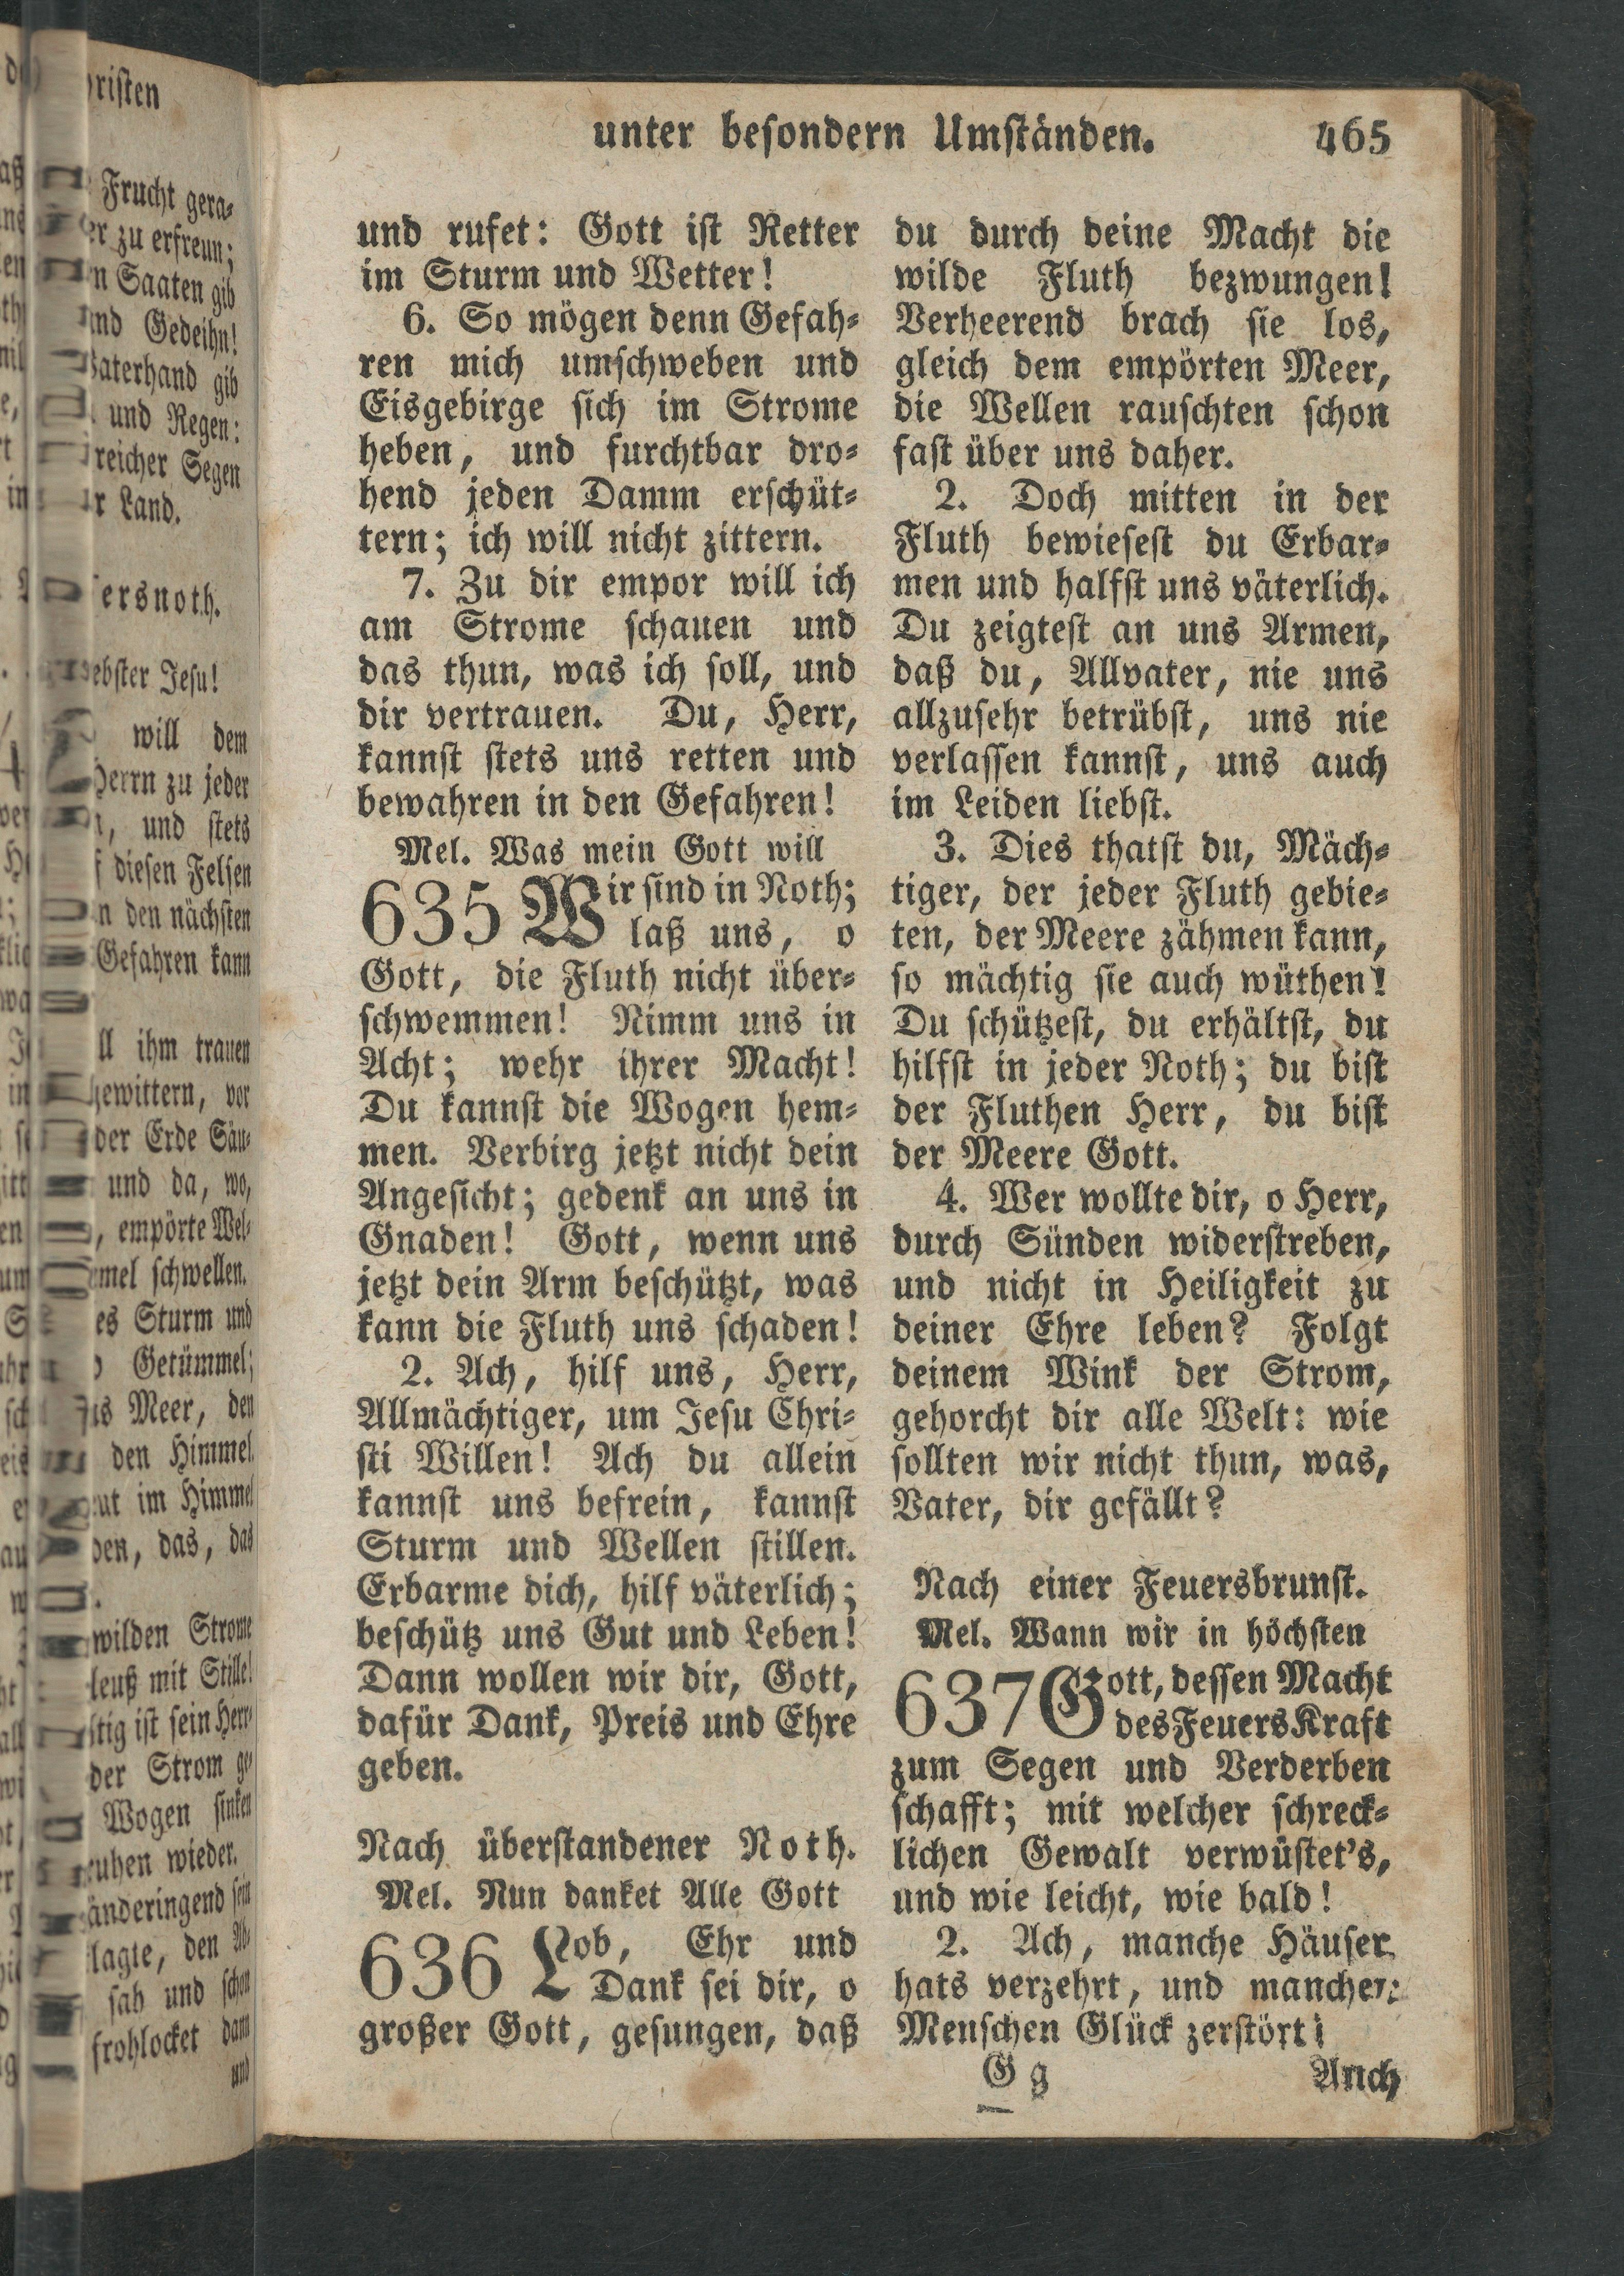 unter besondern Umständen. 465
und rufet: Gott ist Retter
im Sturm und Wetter!
6. So mögen denn Gefah-
ren mich umschweben und
Eisgebirge sich im Strome
heben, und furchtbar dro-
hend jeden Damm erschüt-
tern; ich will nicht zittern.
7. Zu dir empor will ich
am Strome schauen und
das thun, was ich soll, und
dir vertrauen. Du, Herr,
kannst stets uns retten und
bewahren in den Gefahren!
Mel. Was mein Gott will
635 Wir sind in Noth;
laß uns, o
Gott, die Fluth nicht über-
schwemmen! Nimm uns in
Acht; wehr ihrer Macht!
Du kannst die Wogen hem-
men. Verbirg jetzt nicht dein
Angesicht; gedenk an uns in
Gnaden! Gott, wenn uns
jetzt dein Arm beschützt, was
kann die Fluth uns schaden!
2. Ach, hilf uns, Herr,
Allmächtiger, um Jesu Chri-
sti Willen! Ach du allein
kannst uns befrein, kannst
Sturm und Wellen stillen.
Erbarme dich, hilf väterlich;
beschütz uns Gut und Leben!
Dann wollen wir dir, Gott,
dafür Dank, Preis und Ehre
geben.
Nach überstandener Noth.
Mel. Nun danket Alle Gott
636 Lob, Ehr und
Dank sei dir, o
großer Gott, gesungen, daß
du durch deine Macht die
wilde Fluth bezwungen!
Verheerend brach sie los,
gleich dem empörten Meer,
die Wellen rauschten schon
fast über uns daher.
2. Doch mitten in der
Fluth bewiesest du Erbar-
men und halfst uns väterlich.
Du zeigtest an uns Armen,
daß du, Allvater, nie uns
allzusehr betrübst, uns nie
verlassen kannst, uns auch
im Leiden liebst.
3. Dies thatst du, Mäch-
tiger, der jeder Fluth gebie-
ten, der Meere zähmen kann,
so mächtig sie auch wüthen!
Du schützest, du erhältst, du
hilfst in jeder Noth; du bist
der Fluthen Herr, du bist
der Meere Gott.
4. Wer wollte dir, o Herr,
durch Sünden widerstreben,
und nicht in Heiligkeit zu
deiner Ehre leben? Folgt
deinem Wink der Strom,
gehorcht dir alle Welt: wie
sollten wir nicht thun, was,
Vater, dir gefällt?
Nach einer Feuersbrunst.
Mel. Wann wir in höchsten
637 Gott, dessen Macht
des Feuers Kraft
zum Segen und Verderben
schafft; mit welcher schreck-
lichen Gewalt verwüstet's,
und wie leicht, wie bald!
2. Ach, manche Häuser
hats verzehrt, und mancher
Menschen Glück zerstört!
G g Auch